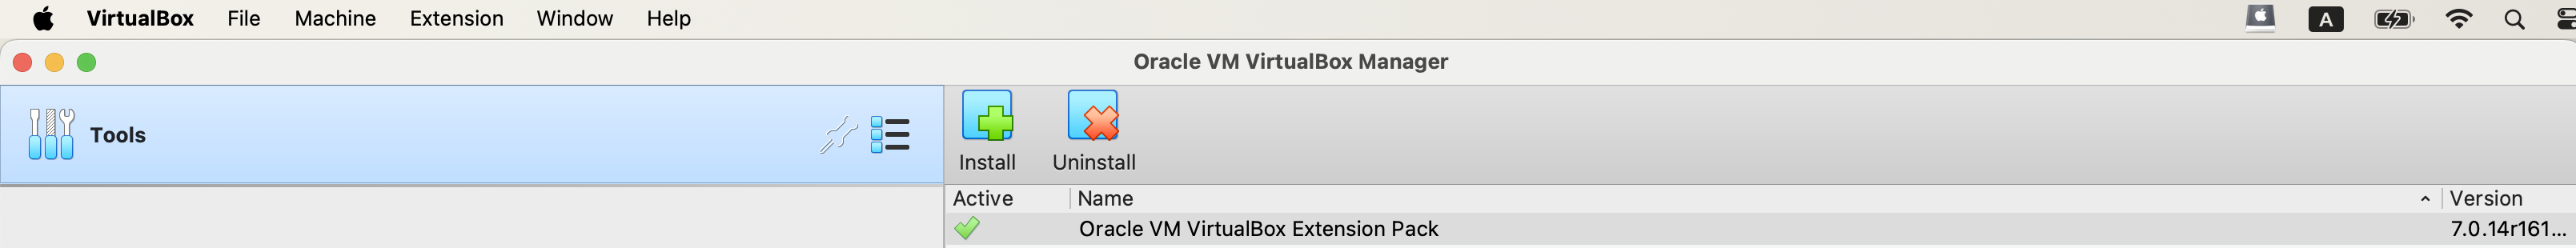 VirtualBox File Machine Extension Window Help A
Oracle VM VirtualBox Manager
Tools
Install Uninstall
Active Name Version
Oracle VM VirtualBox Extension Pack 7.0.14r161...